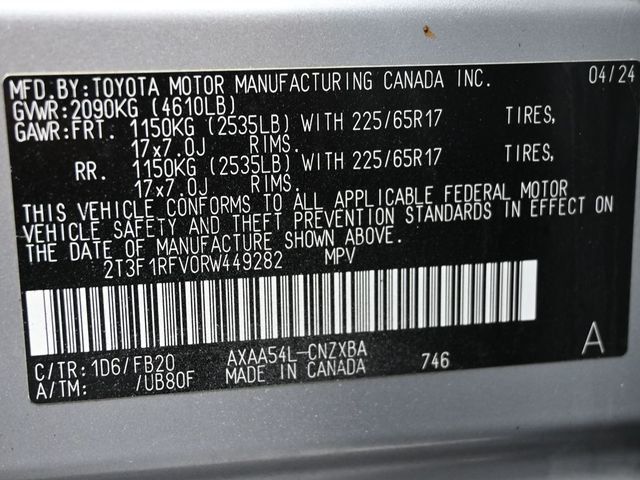 MFD.BY:TOYOTA MOTOR MANUFACTURING CANADA INC. 04/24
GVWR:2090KG (4610LB)
GAWR:FRT. 1150KG (2535LB) WITH 225/65R17 TIRES,
17x7.0J RIMS.
RR. 1150KG (2535LB) WITH 225/65R17 TIRES,
17x7.0J RIMS.
THIS VEHICLE CONFORMS TO ALL APPLICABLE FEDERAL MOTOR
VEHICLE SAFETY AND THEFT PREVENTION STANDARDS IN EFFECT ON
THE DATE OF MANUFACTURE SHOWN ABOVE.
2T3F1RFV0RW449282 MPV
C/TR: 1D6/FB20 AXAA54L-CNZXBA 746 A
A/TM: /UB80F MADE IN CANADA